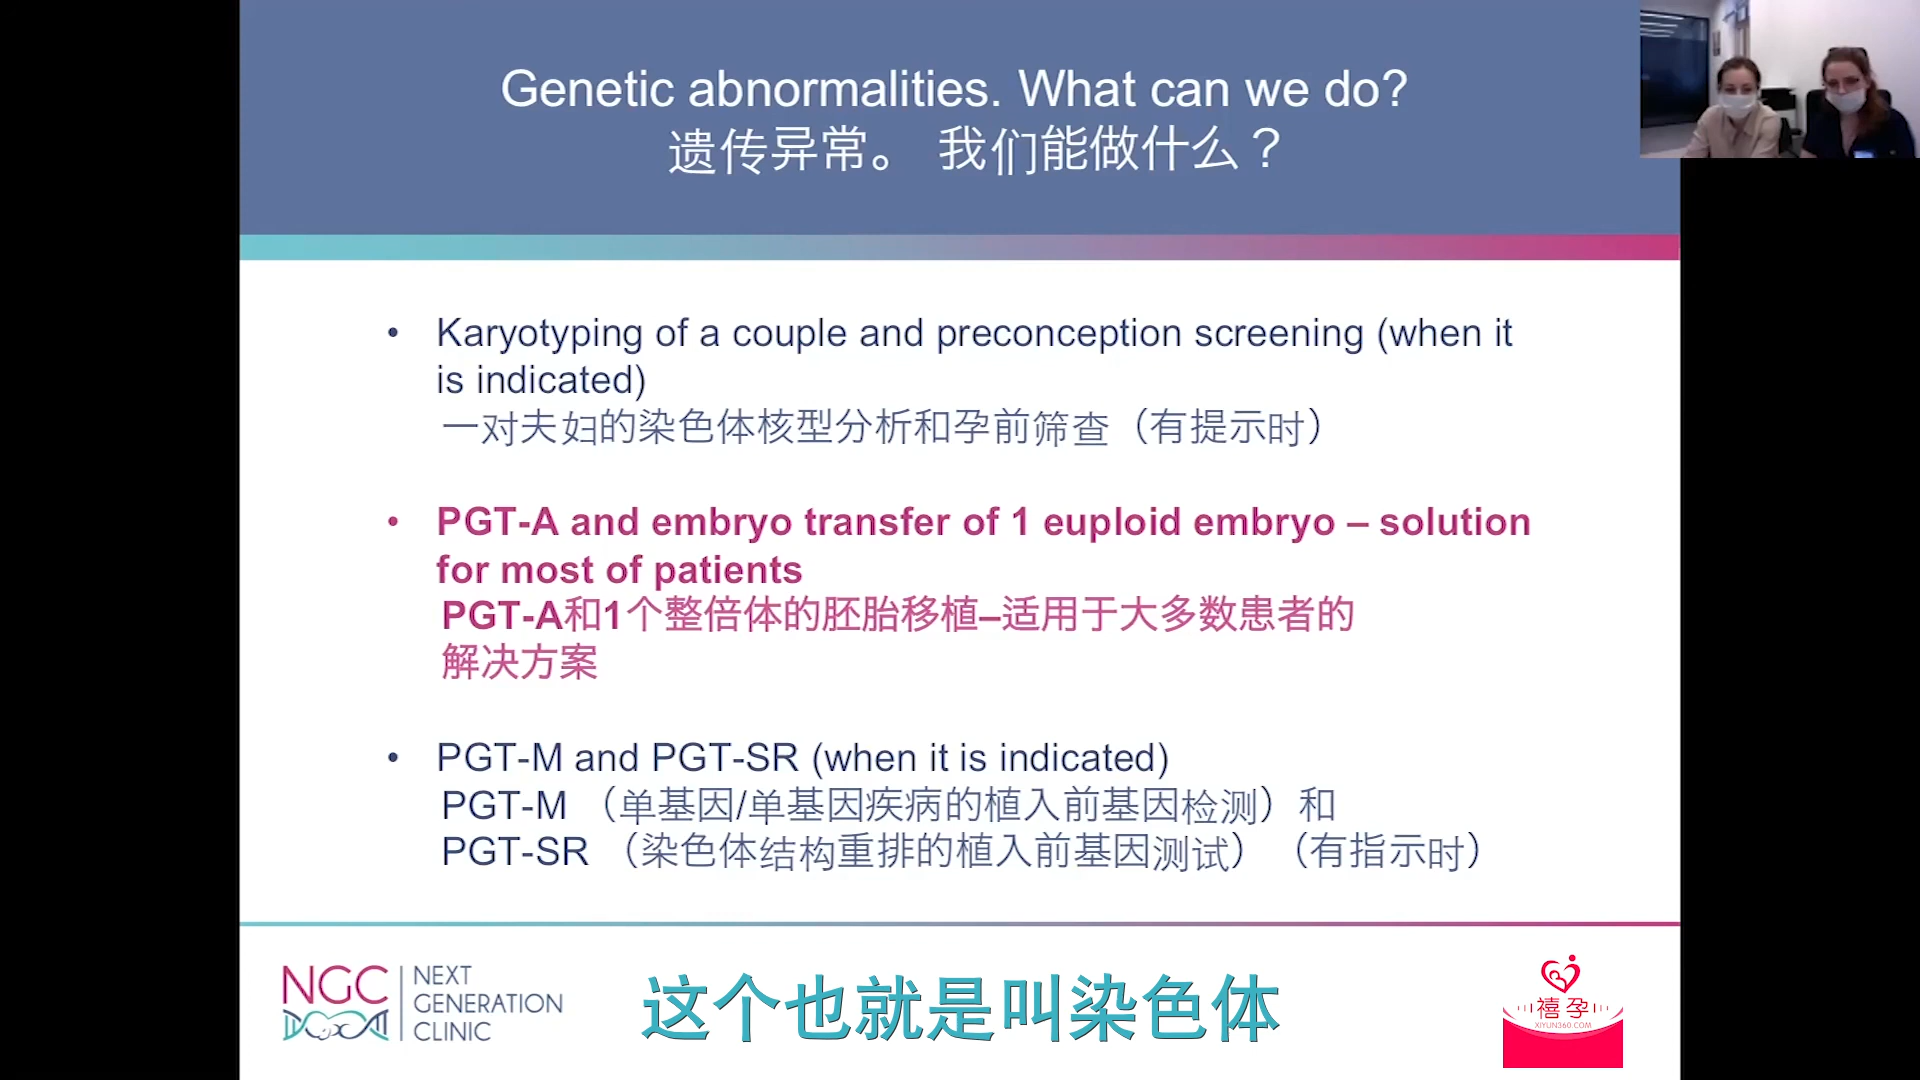 Genetic abnormalities. What can we do?
遗传异常。 我们能做什么？
• Karyotyping of a couple and preconception screening (when it
is indicated)
一对夫妇的染色体核型分析和孕前筛查（有提示时）
• PGT-A and embryo transfer of 1 euploid embryo – solution
for most of patients
PGT-A和1个整倍体的胚胎移植–适用于大多数患者的
解决方案
• PGT-M and PGT-SR (when it is indicated)
PGT-M （单基因/单基因疾病的植入前基因检测）和
PGT-SR （染色体结构重排的植入前基因测试）（有指示时）
NGC
NEXT
GENERATION
CLINIC
这个也就是叫染色体
禧孕
XIYUN360.COM